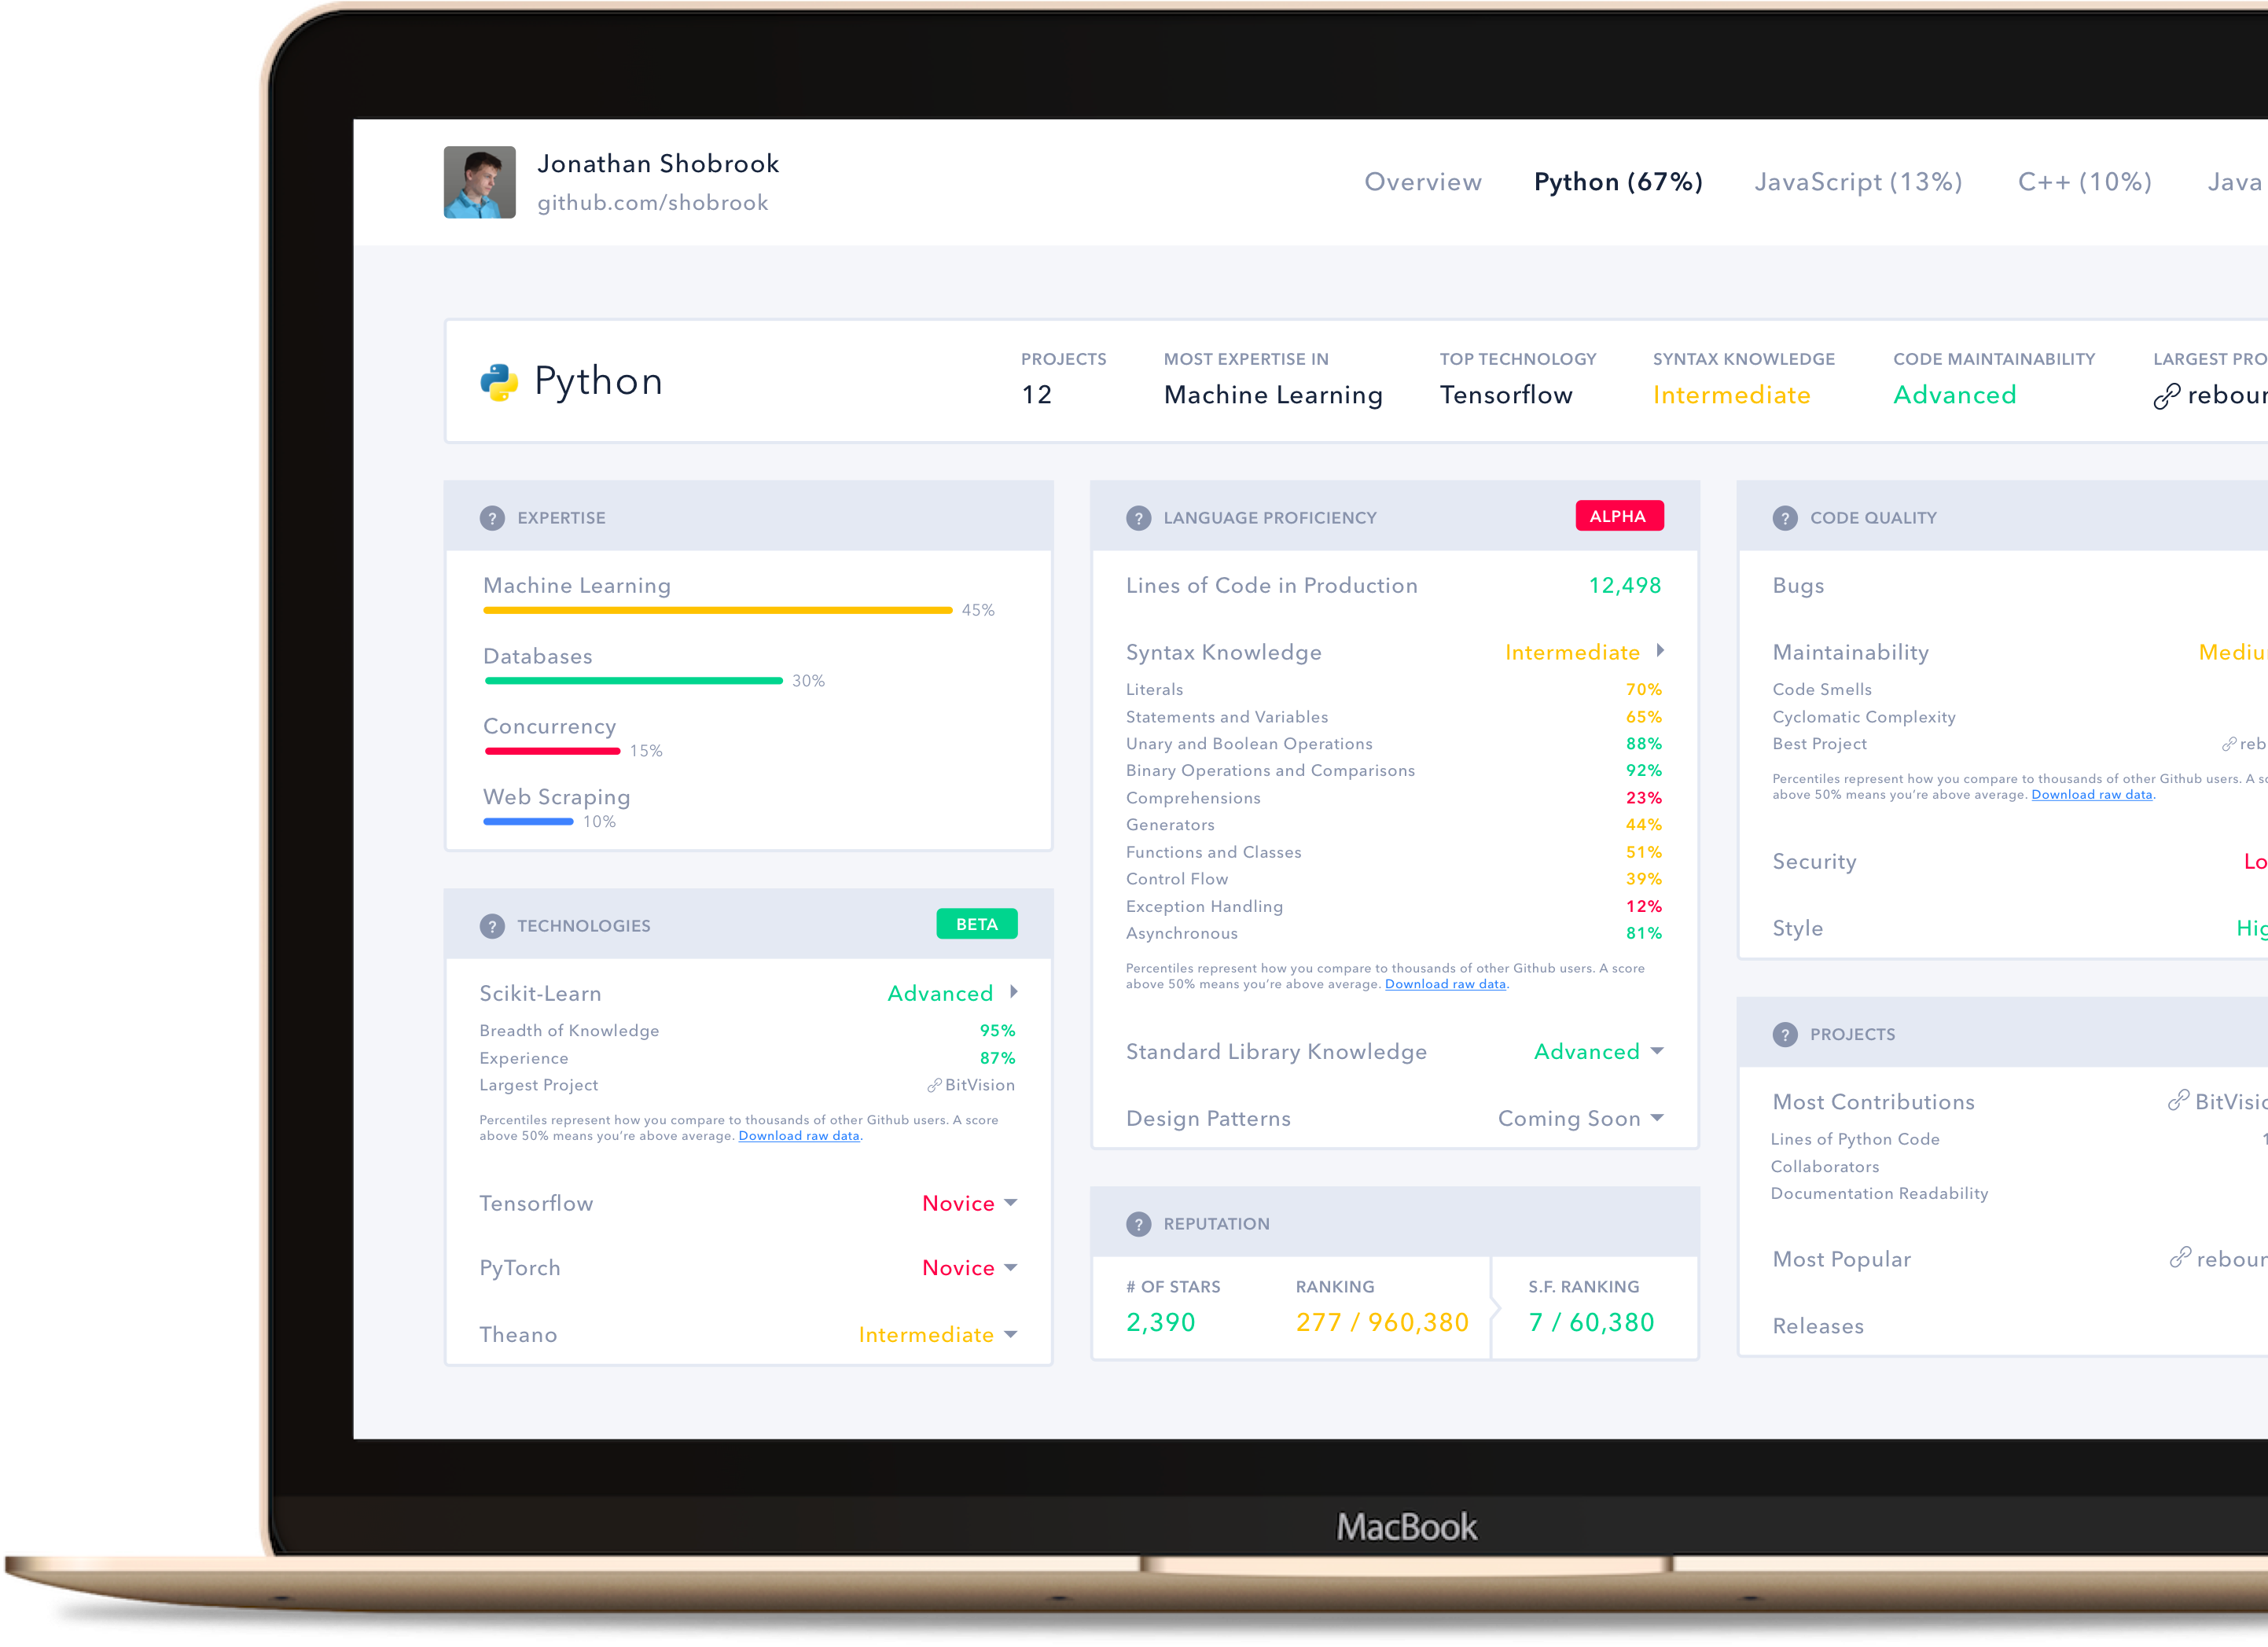 Jonathan Shobrook
github.com/shobrook
Overview Python (67%) JavaScript (13%) C++ (10%) Java
Python
PROJECTS
12
MOST EXPERTISE IN
Machine Learning
TOP TECHNOLOGY
Tensorflow
SYNTAX KNOWLEDGE
Intermediate
CODE MAINTAINABILITY
Advanced
LARGEST PRO
rebour
? EXPERTISE
Machine Learning
45%
Databases
30%
Concurrency
15%
Web Scraping
10%
? TECHNOLOGIES BETA
Scikit-Learn Advanced
Breadth of Knowledge 95%
Experience 87%
Largest Project BitVision
Percentiles represent how you compare to thousands of other Github users. A score
above 50% means you're above average. Download raw data.
Tensorflow Novice
PyTorch Novice
Theano Intermediate
? LANGUAGE PROFICIENCY ALPHA
Lines of Code in Production 12,498
Syntax Knowledge Intermediate
Literals 70%
Statements and Variables 65%
Unary and Boolean Operations 88%
Binary Operations and Comparisons 92%
Comprehensions 23%
Generators 44%
Functions and Classes 51%
Control Flow 39%
Exception Handling 12%
Asynchronous 81%
Percentiles represent how you compare to thousands of other Github users. A score
above 50% means you're above average. Download raw data.
Standard Library Knowledge Advanced
Design Patterns Coming Soon
? REPUTATION
# OF STARS
2,390
RANKING
277 / 960,380
S.F. RANKING
7 / 60,380
? CODE QUALITY
Bugs
Maintainability Mediu
Code Smells
Cyclomatic Complexity
Best Project reb
Percentiles represent how you compare to thousands of other Github users. A sc
above 50% means you're above average. Download raw data.
Security Lo
Style Hig
? PROJECTS
Most Contributions BitVisio
Lines of Python Code 1
Collaborators
Documentation Readability
Most Popular rebour
Releases
MacBook